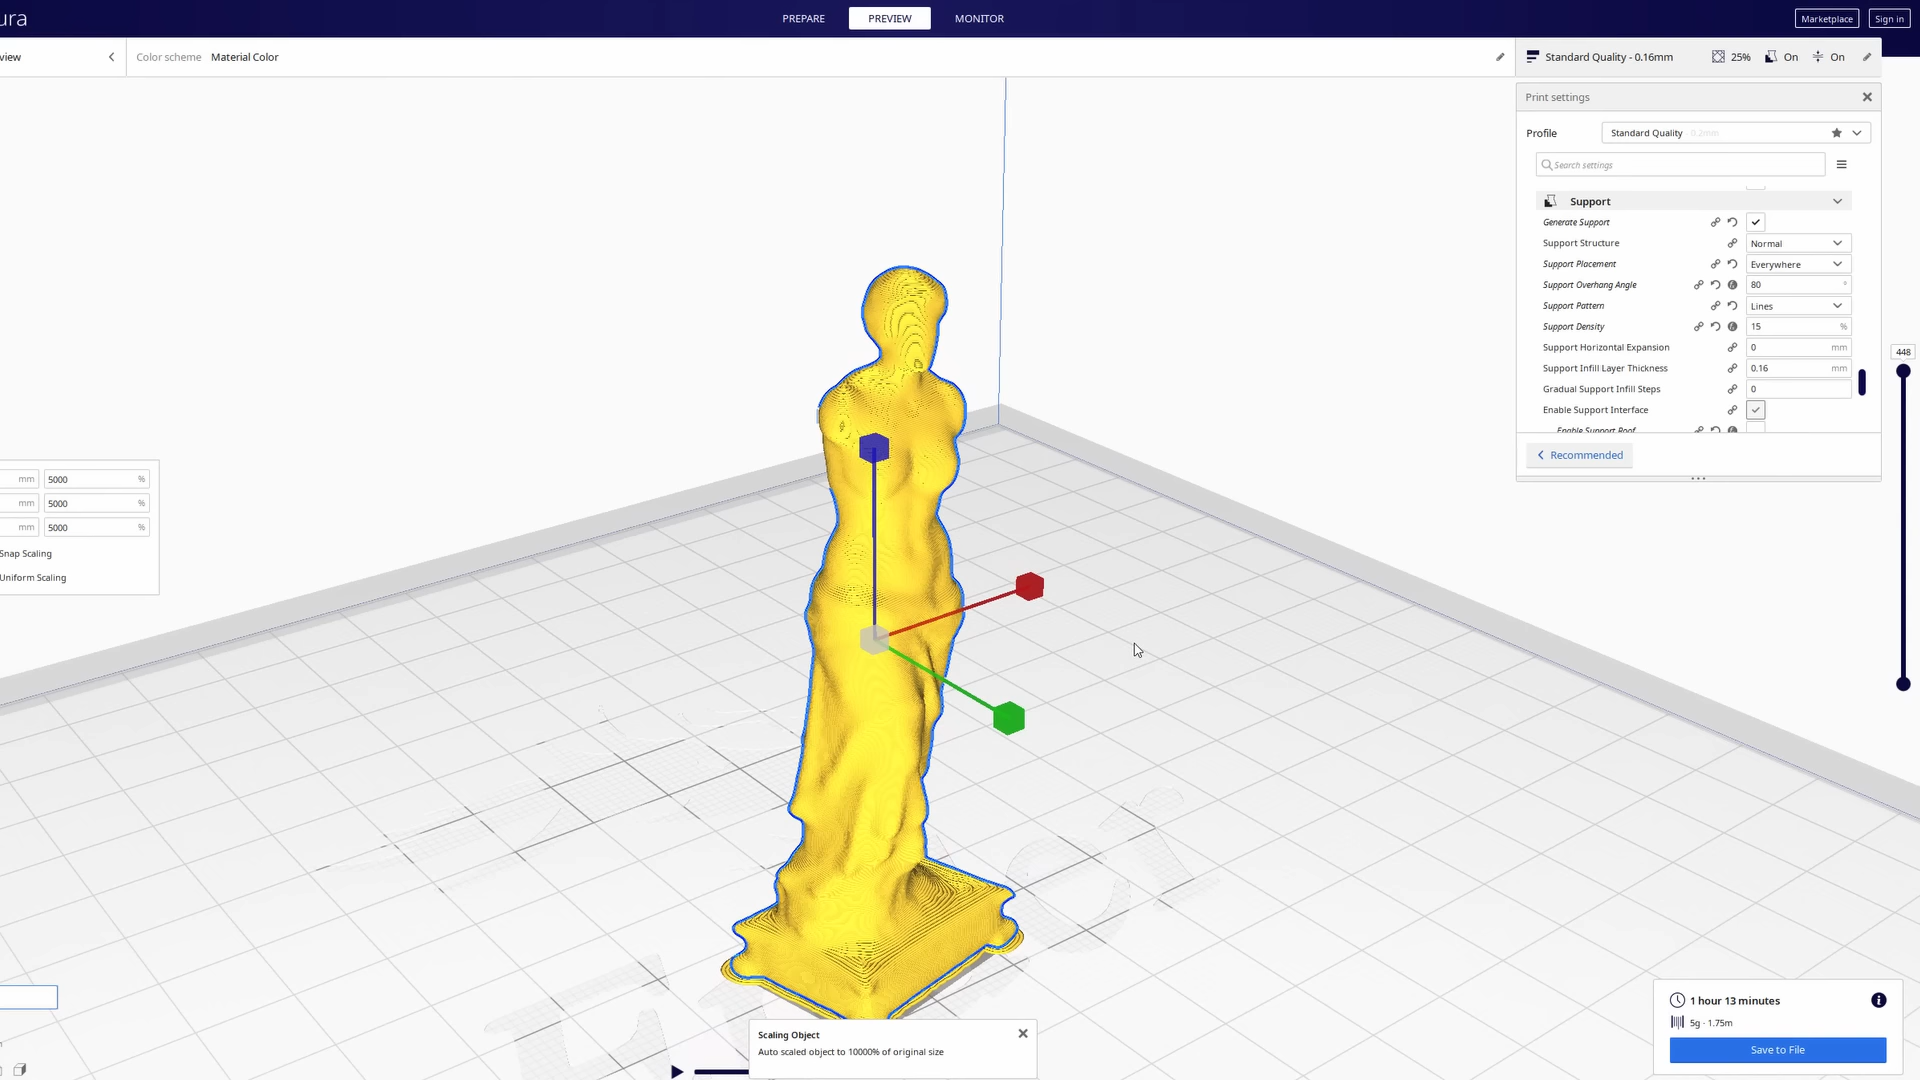 ura
PREPARE
PREVIEW
MONITOR
Marketplace
Sign in
view
Color scheme Material Color
Standard Quality - 0.16mm
25%
On
On
Print settings
Profile
Standard Quality 0.2mm
Search settings
Support
Generate Support
Support Structure
Normal
Support Placement
Everywhere
Support Overhang Angle
80 °
Support Pattern
Lines
Support Density
15 %
Support Horizontal Expansion
0 mm
Support Infill Layer Thickness
0.16 mm
Gradual Support Infill Steps
0
Enable Support Interface
Enable Support Roof
Recommended
448
mm 5000 %
mm 5000 %
mm 5000 %
Snap Scaling
Uniform Scaling
Scaling Object
Auto scaled object to 10000% of original size
1 hour 13 minutes
5g · 1.75m
Save to File